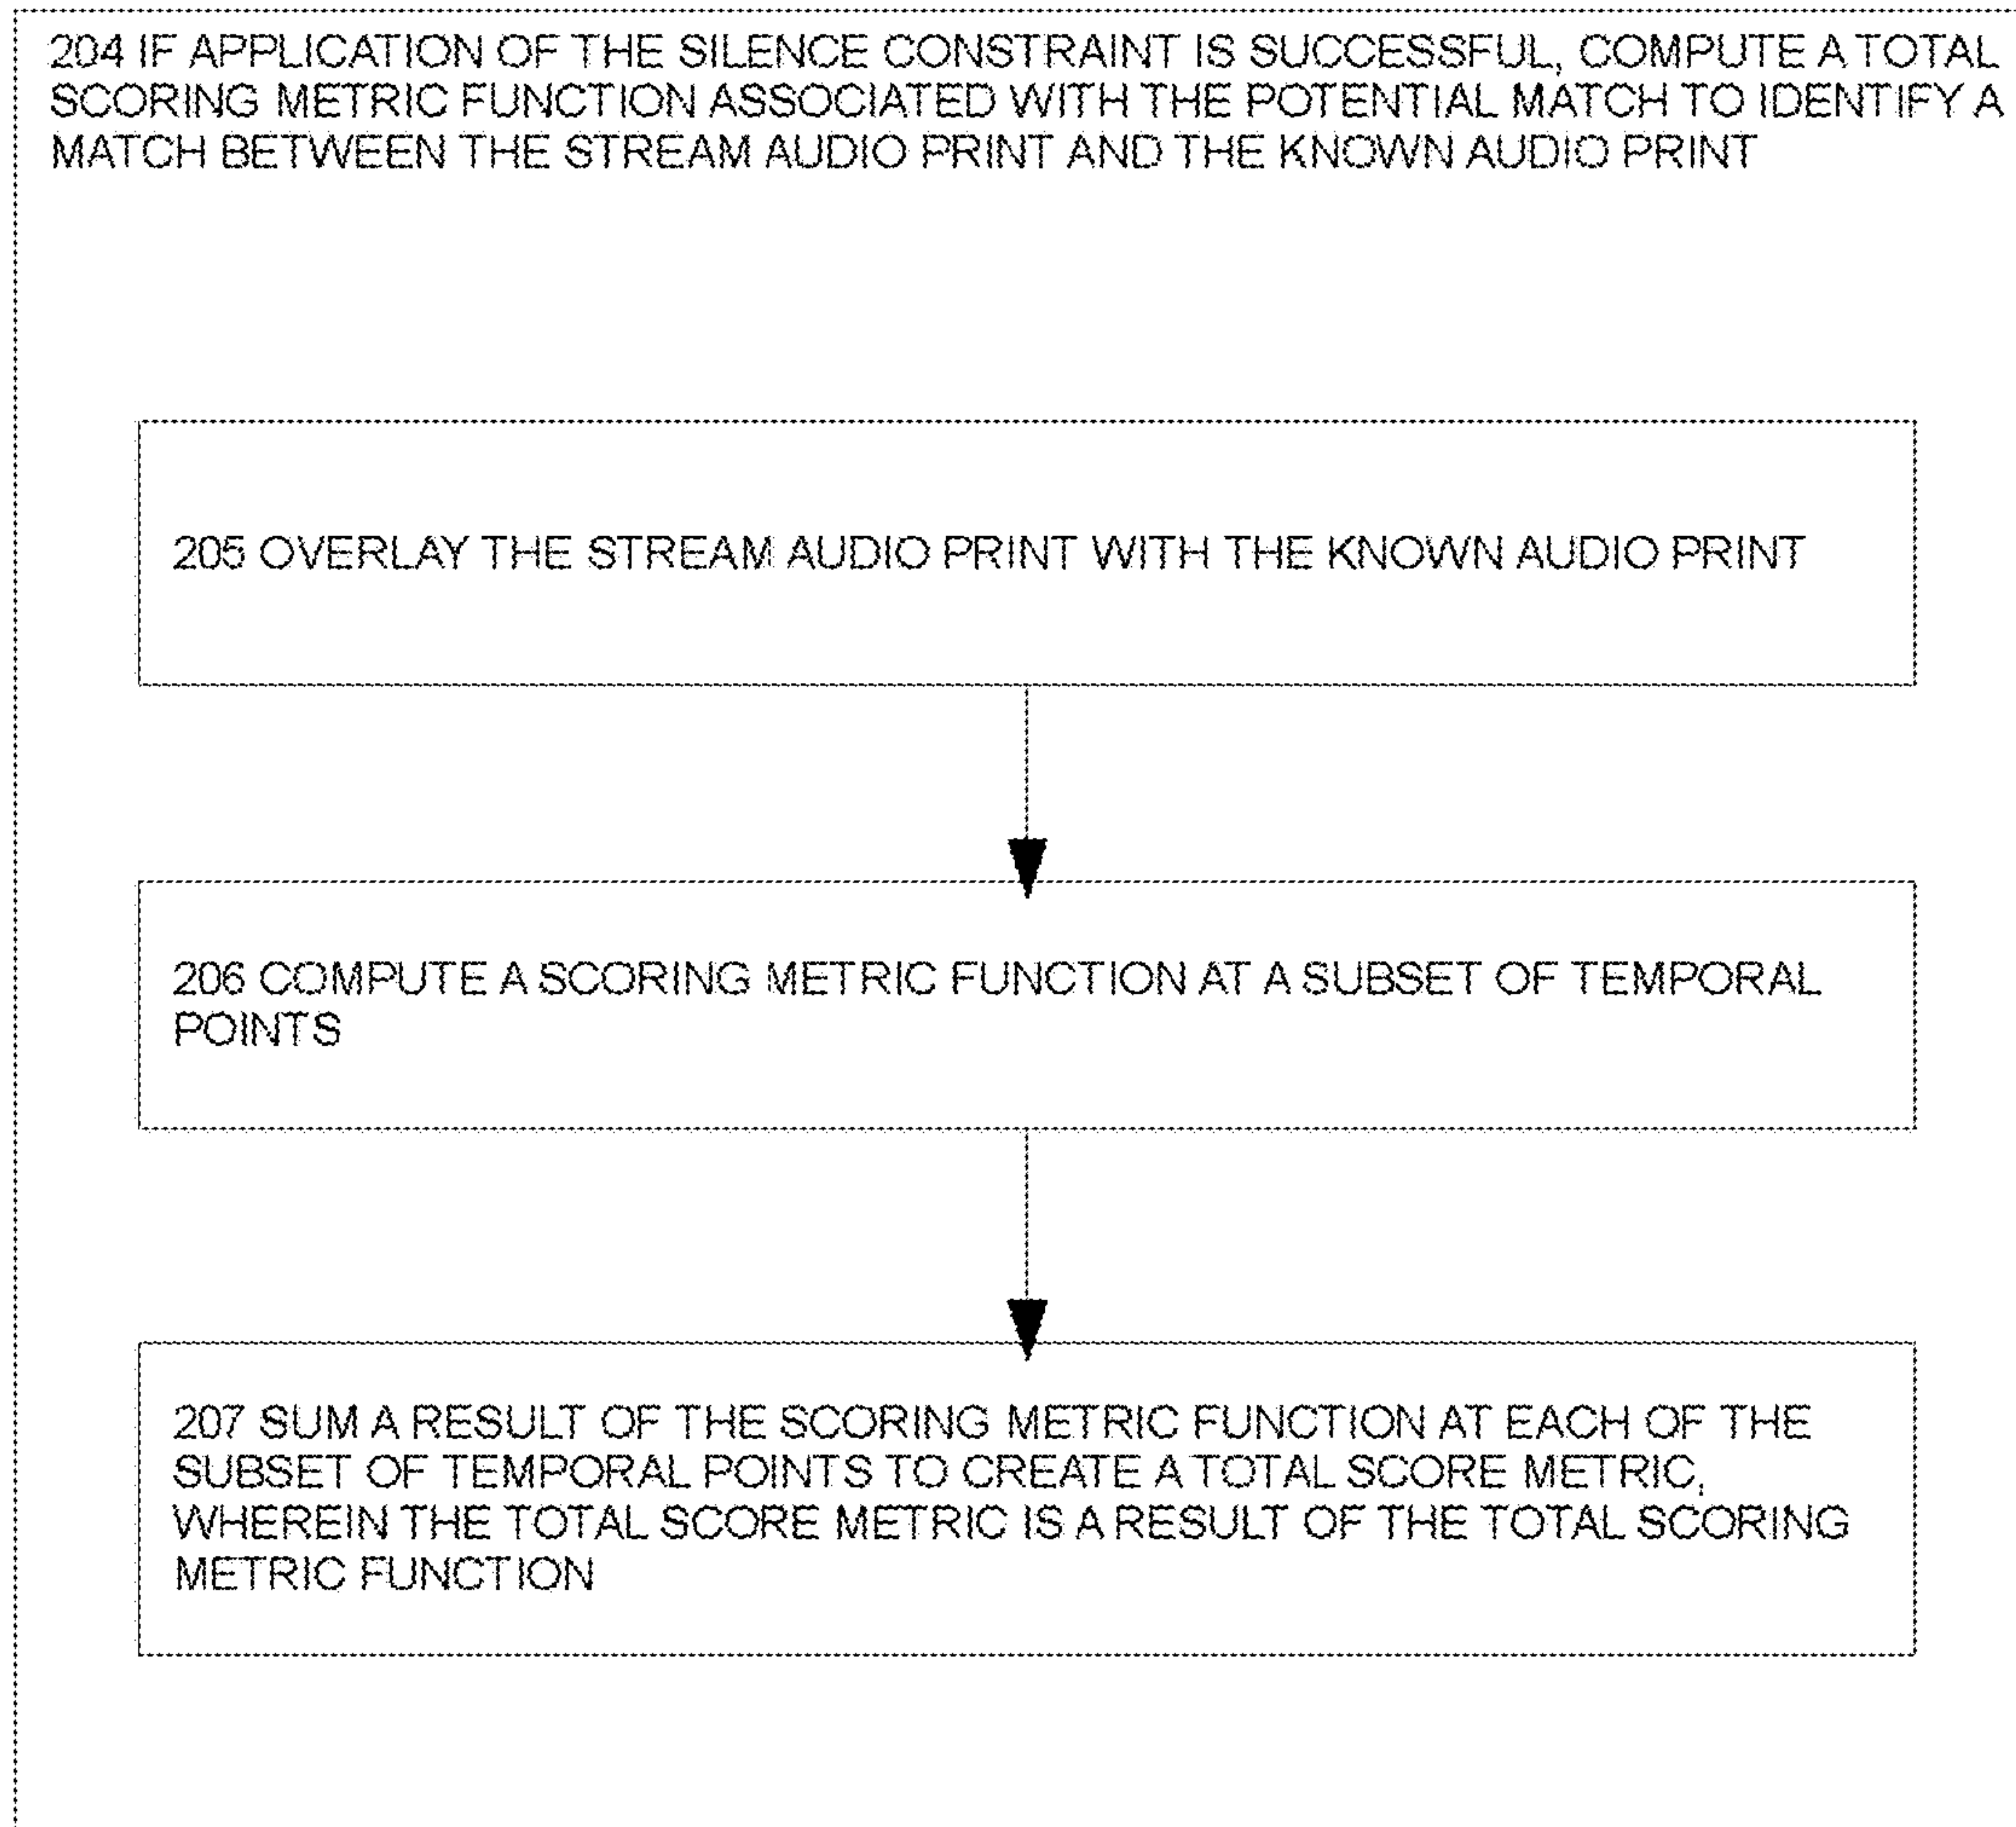 204 IF APPLICATION OF THE SILENCE CONSTRAINT IS SUCCESSFUL, COMPUTE A TOTAL
SCORING METRIC FUNCTION ASSOCIATED WITH THE POTENTIAL MATCH TO IDENTIFY A
MATCH BETWEEN THE STREAM AUDIO PRINT AND THE KNOWN AUDIO PRINT
205 OVERLAY THE STREAM AUDIO PRINT WITH THE KNOWN AUDIO PRINT
206 COMPUTE A SCORING METRIC FUNCTION AT A SUBSET OF TEMPORAL
POINTS
207 SUM A RESULT OF THE SCORING METRIC FUNCTION AT EACH OF THE
SUBSET OF TEMPORAL POINTS TO CREATE A TOTAL SCORE METRIC,
WHEREIN THE TOTAL SCORE METRIC IS A RESULT OF THE TOTAL SCORING
METRIC FUNCTION